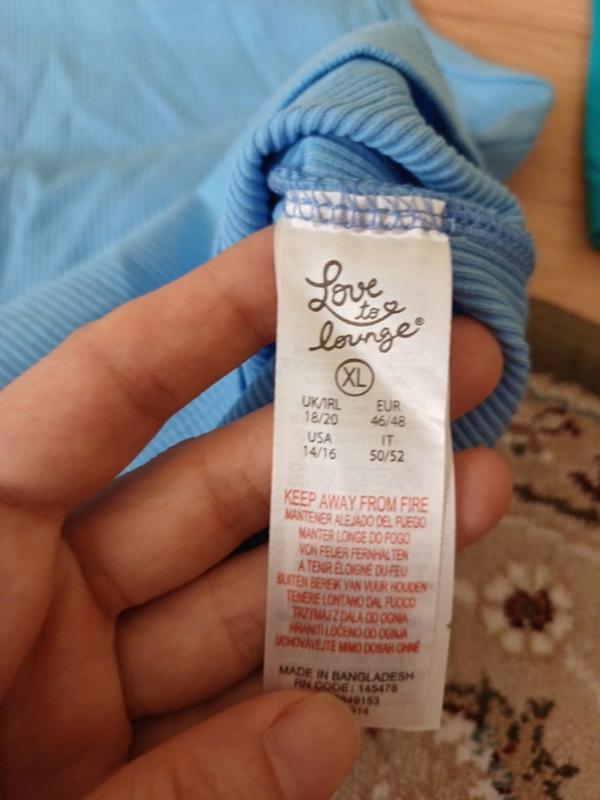 Love
to
lounge®
XL
UK/IRL EUR
18/20 46/48
USA IT
14/16 50/52
KEEP AWAY FROM FIRE
MANTENER ALEJADO DEL FUEGO
MANTER LONGE DO FOGO
VON FEUER FERNHALTEN
A TENIR ÉLOIGNÉ DU FEU
BUITEN BEREIK VAN VUUR HOUDEN
TENERE LONTANO DAL FUOCO
TRZYMAJ Z DALA OD OGNIA
HRANITI LOČENO OD OGNJA
UCHOVÁVEJTE MIMO DOSAH OHNĚ
MADE IN BANGLADESH
RN CODE: 145478